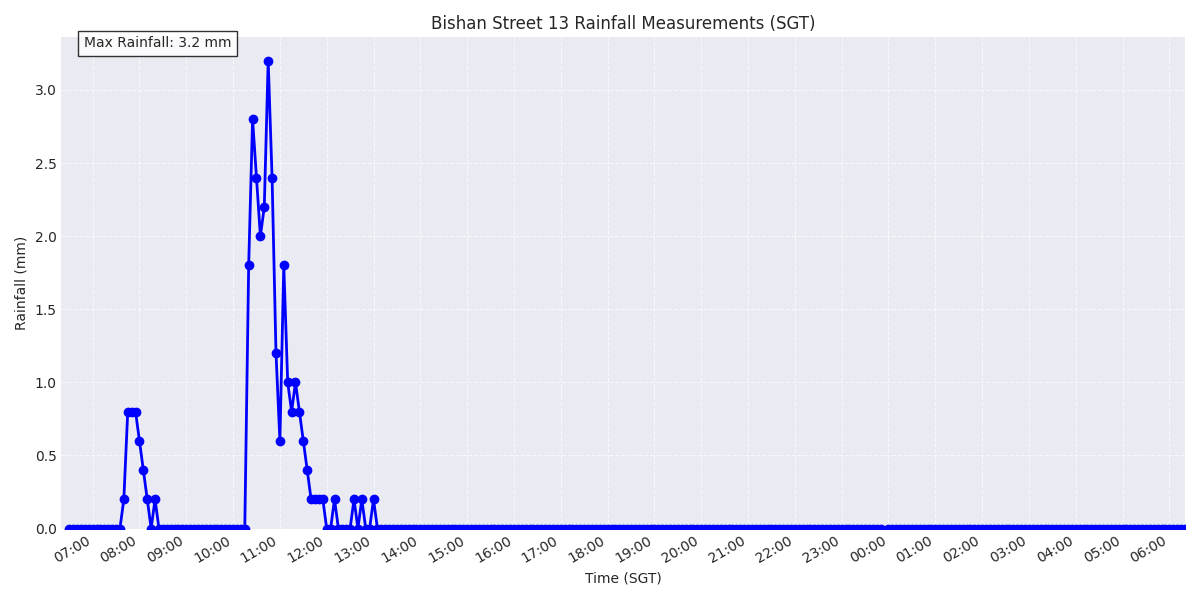 Bishan Street 13 Rainfall Measurements (SGT)
Max Rainfall: 3.2 mm
Rainfall (mm)
3.0
2.5
2.0
1.5
1.0
0.5
0.0
07:00 08:00 09:00 10:00 11:00 12:00 13:00 14:00 15:00 16:00 17:00 18:00 19:00 20:00 21:00 22:00 23:00 00:00 01:00 02:00 03:00 04:00 05:00 06:00
Time (SGT)